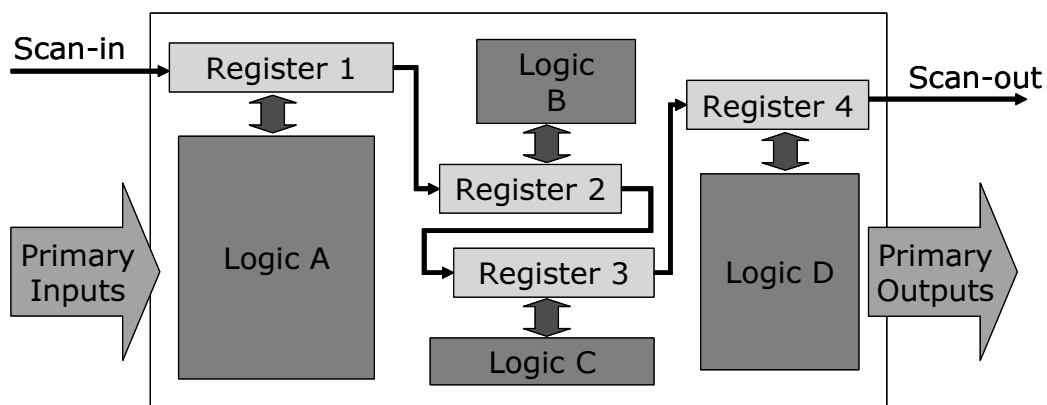 Scan-in
Register 1
Logic
B
Register 4
Scan-out
Register 2
Primary
Inputs
Logic A
Register 3
Logic D
Primary
Outputs
Logic C